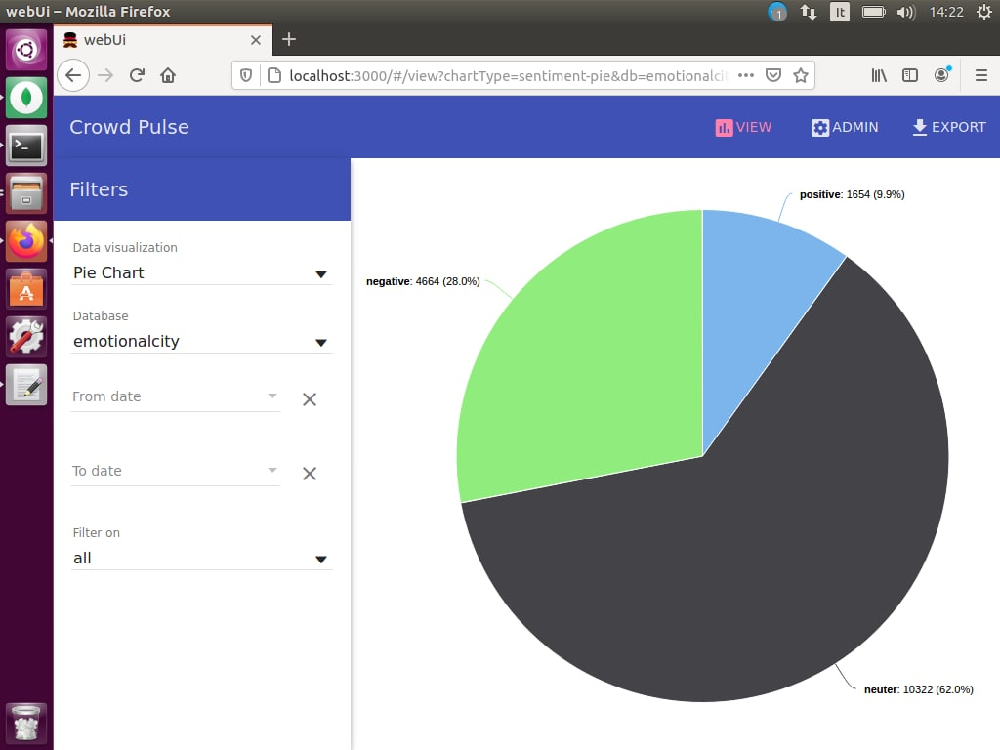 webUi – Mozilla Firefox
1
It
14:22
webUi
localhost:3000/#/view?chartType=sentiment-pie&db=emotionalcit
Crowd Pulse
VIEW
ADMIN
EXPORT
Filters
Data visualization
Pie Chart
Database
emotionalcity
From date
To date
Filter on
all
positive: 1654 (9.9%)
negative: 4664 (28.0%)
neuter: 10322 (62.0%)